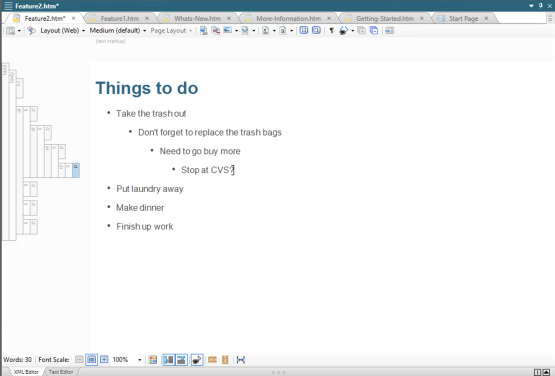 Feature2.htm*
Feature2.htm* Feature1.htm Whats-New.htm More-Information.htm Getting-Started.htm Start Page
Layout (Web) Medium (default) Page Layout
Things to do
• Take the trash out
• Don't forget to replace the trash bags
• Need to go buy more
• Stop at CVS?
• Put laundry away
• Make dinner
• Finish up work
Words: 30 Font Scale: 100%
XML Editor Text Editor